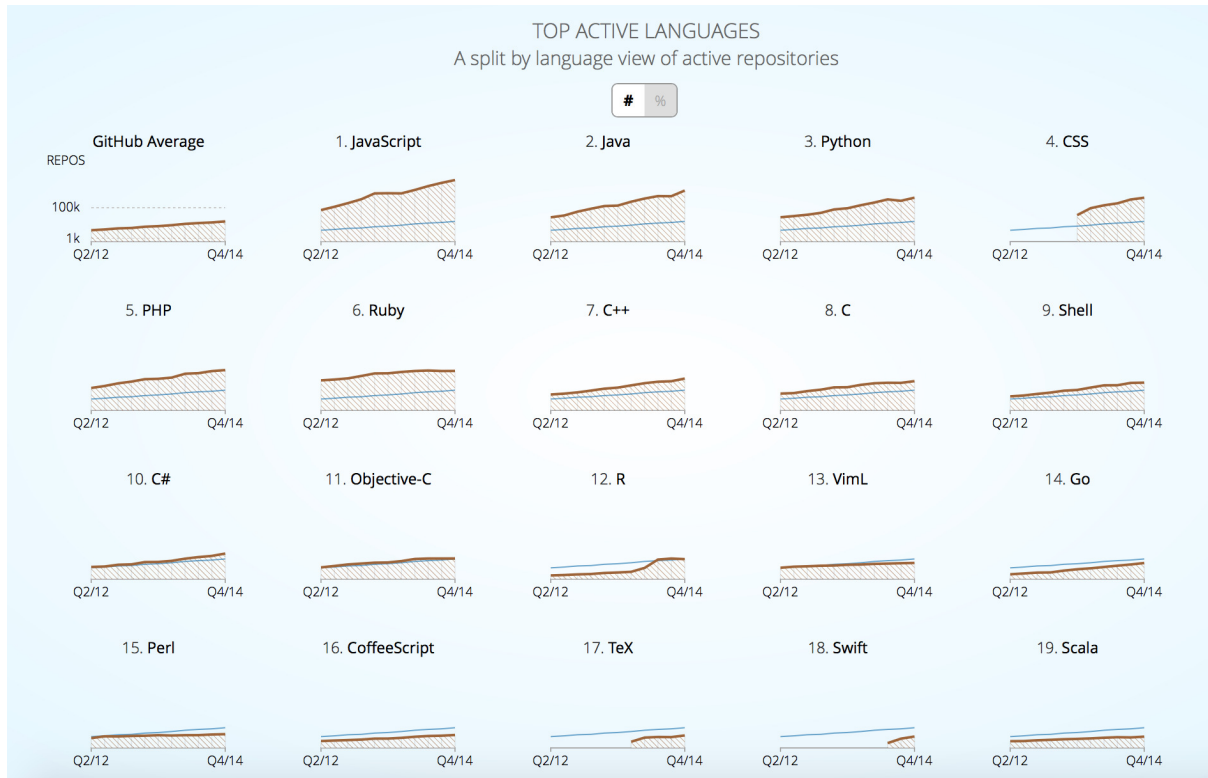 TOP ACTIVE LANGUAGES
A split by language view of active repositories
# %
GitHub Average
REPOS
100k
1k
Q2/12 Q4/14
1. JavaScript
Q2/12 Q4/14
2. Java
Q2/12 Q4/14
3. Python
Q2/12 Q4/14
4. CSS
Q2/12 Q4/14
5. PHP
Q2/12 Q4/14
6. Ruby
Q2/12 Q4/14
7. C++
Q2/12 Q4/14
8. C
Q2/12 Q4/14
9. Shell
Q2/12 Q4/14
10. C#
Q2/12 Q4/14
11. Objective-C
Q2/12 Q4/14
12. R
Q2/12 Q4/14
13. VimL
Q2/12 Q4/14
14. Go
Q2/12 Q4/14
15. Perl
Q2/12 Q4/14
16. CoffeeScript
Q2/12 Q4/14
17. TeX
Q2/12 Q4/14
18. Swift
Q2/12 Q4/14
19. Scala
Q2/12 Q4/14